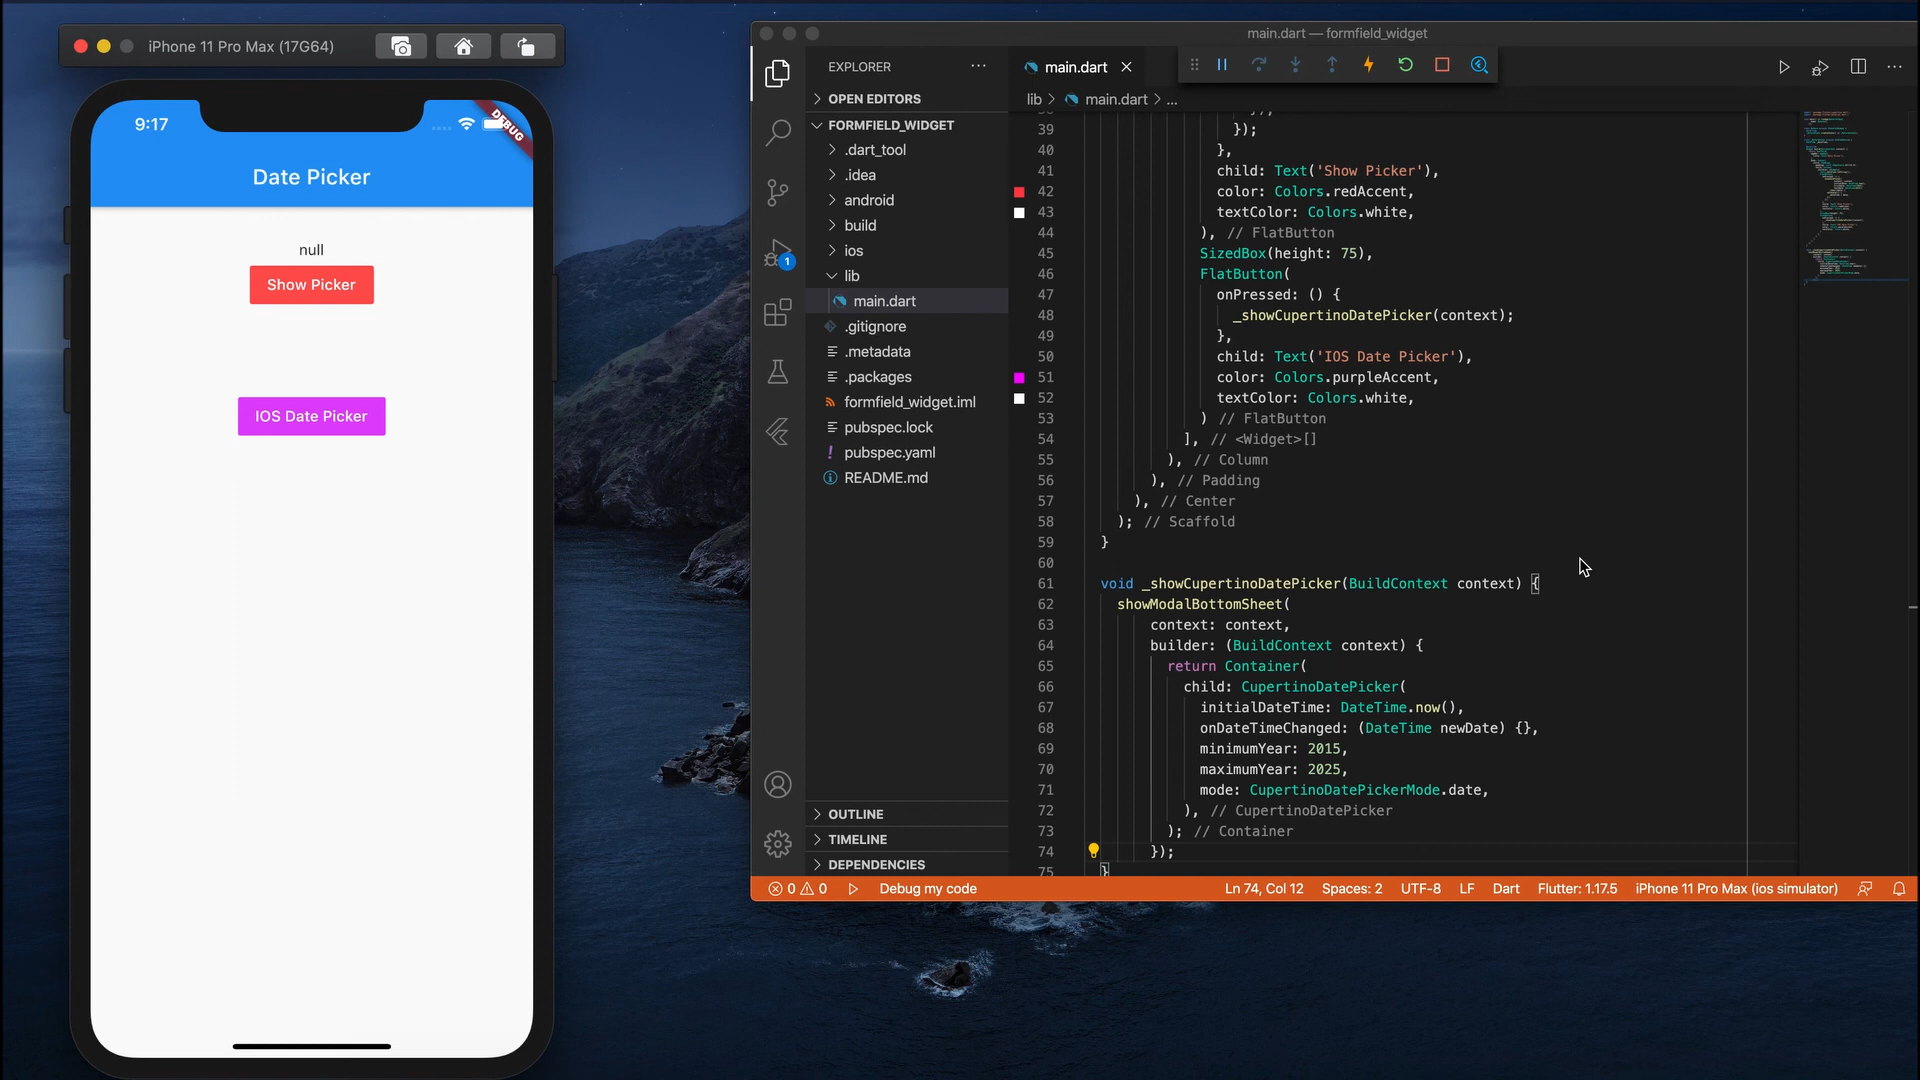 iPhone 11 Pro Max (17G64)
9:17
DEBUG
Date Picker
null
Show Picker
IOS Date Picker
main.dart — formfield_widget
EXPLORER
OPEN EDITORS
FORMFIELD_WIDGET
.dart_tool
.idea
android
build
ios
lib
main.dart
.gitignore
.metadata
.packages
formfield_widget.iml
pubspec.lock
pubspec.yaml
README.md
OUTLINE
TIMELINE
DEPENDENCIES
1
main.dart
lib > main.dart > ...
39 });
40 },
41 child: Text('Show Picker'),
42 color: Colors.redAccent,
43 textColor: Colors.white,
44 ), // FlatButton
45 SizedBox(height: 75),
46 FlatButton(
47 onPressed: () {
48 _showCupertinoDatePicker(context);
49 },
50 child: Text('IOS Date Picker'),
51 color: Colors.purpleAccent,
52 textColor: Colors.white,
53 ) // FlatButton
54 ], // <Widget>[]
55 ), // Column
56 ), // Padding
57 ), // Center
58 ); // Scaffold
59 }
60
61 void _showCupertinoDatePicker(BuildContext context) {
62 showModalBottomSheet(
63 context: context,
64 builder: (BuildContext context) {
65 return Container(
66 child: CupertinoDatePicker(
67 initialDateTime: DateTime.now(),
68 onDateTimeChanged: (DateTime newDate) {},
69 minimumYear: 2015,
70 maximumYear: 2025,
71 mode: CupertinoDatePickerMode.date,
72 ), // CupertinoDatePicker
73 ); // Container
74 });
75 }
0 0 Debug my code Ln 74, Col 12 Spaces: 2 UTF-8 LF Dart Flutter: 1.17.5 iPhone 11 Pro Max (ios simulator)